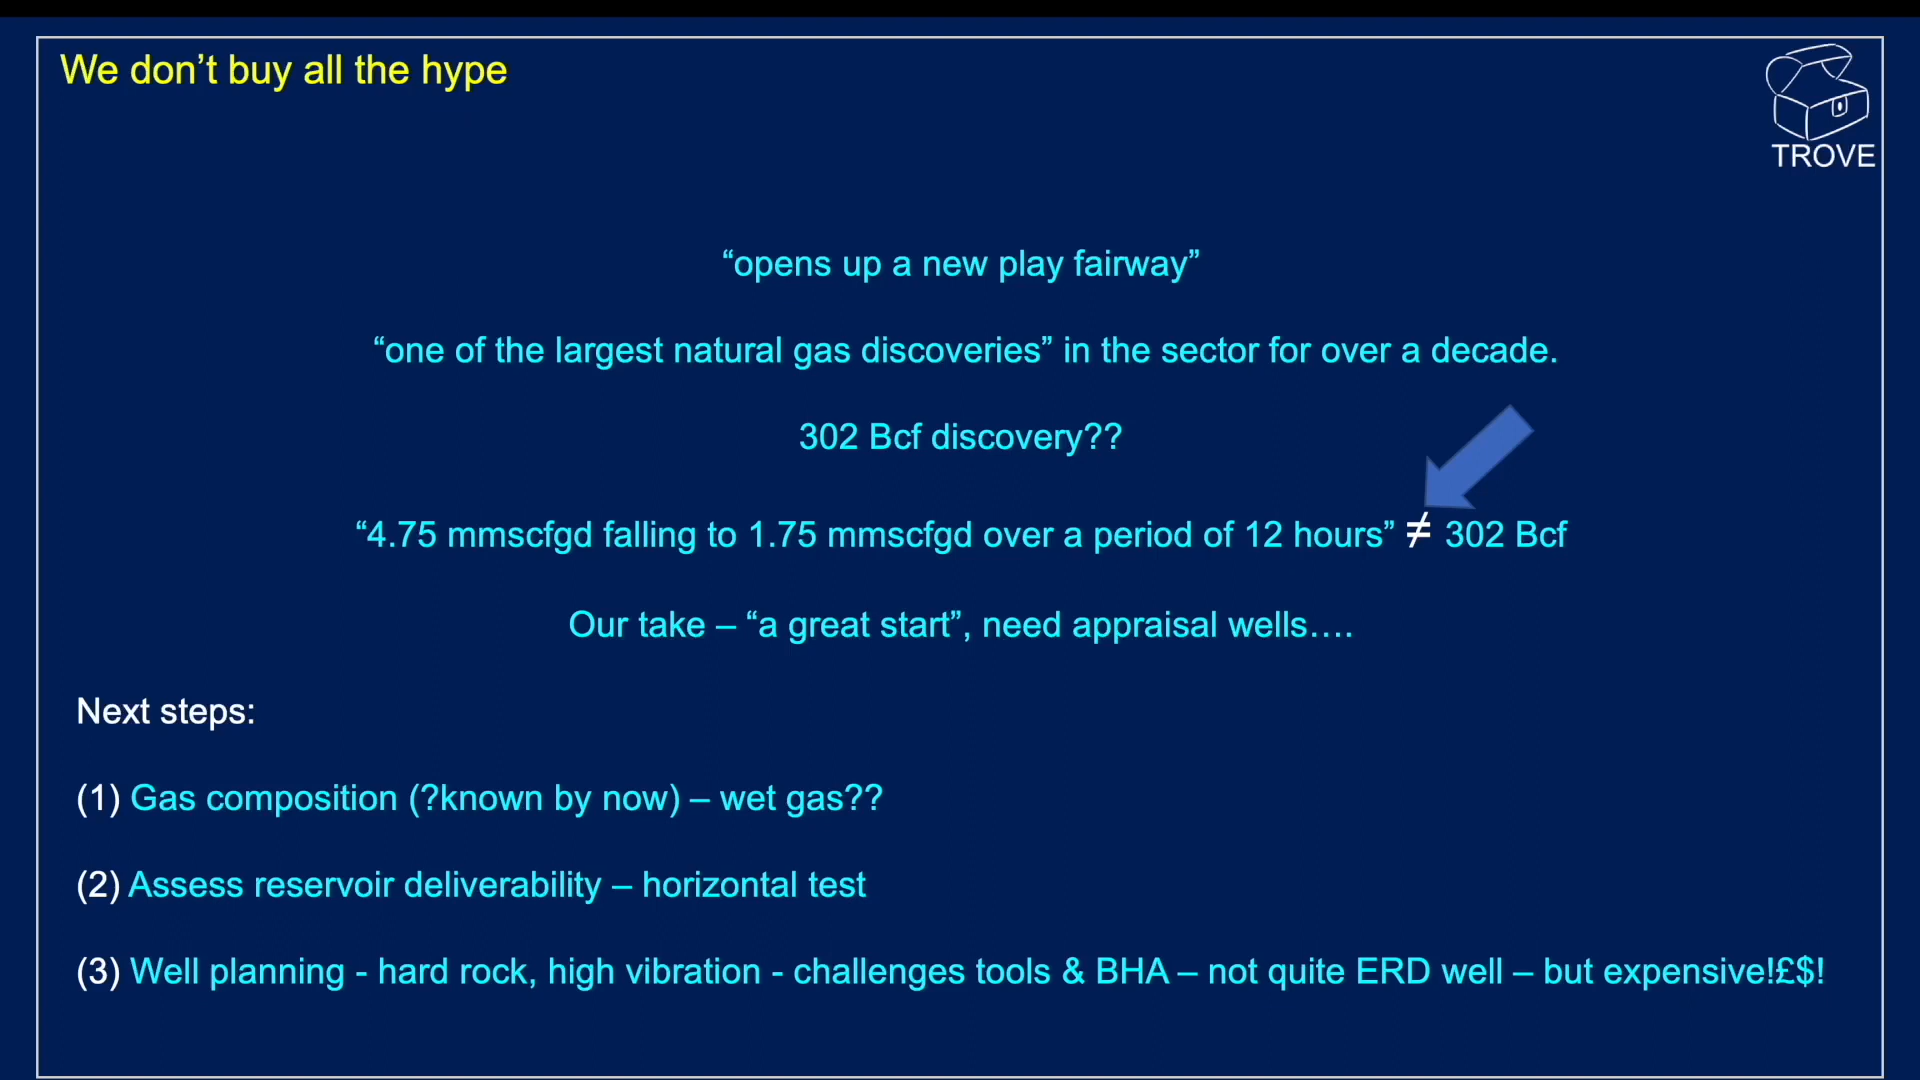 We don’t buy all the hype
TROVE
“opens up a new play fairway”
“one of the largest natural gas discoveries” in the sector for over a decade.
302 Bcf discovery??
“4.75 mmscfgd falling to 1.75 mmscfgd over a period of 12 hours” ≠ 302 Bcf
Our take – “a great start”, need appraisal wells….
Next steps:
(1) Gas composition (?known by now) – wet gas??
(2) Assess reservoir deliverability – horizontal test
(3) Well planning - hard rock, high vibration - challenges tools & BHA – not quite ERD well – but expensive!£$!